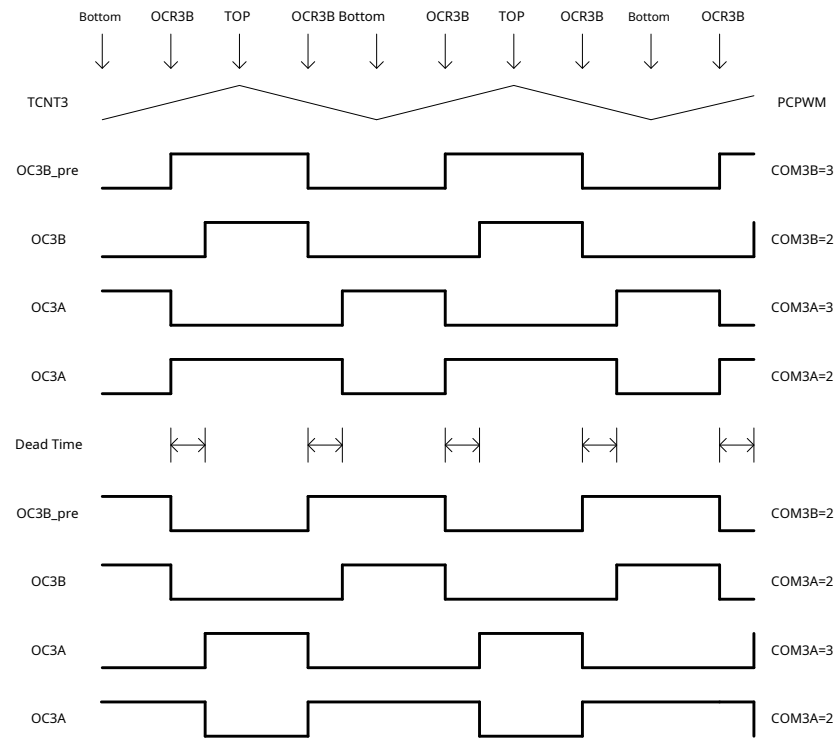 Bottom OCR3B TOP OCR3B Bottom OCR3B TOP OCR3B Bottom OCR3B
TCNT3 PCPWM
OC3B_pre COM3B=3
OC3B COM3B=2
OC3A COM3A=3
OC3A COM3A=2
Dead Time
OC3B_pre COM3B=2
OC3B COM3A=2
OC3A COM3A=3
OC3A COM3A=2